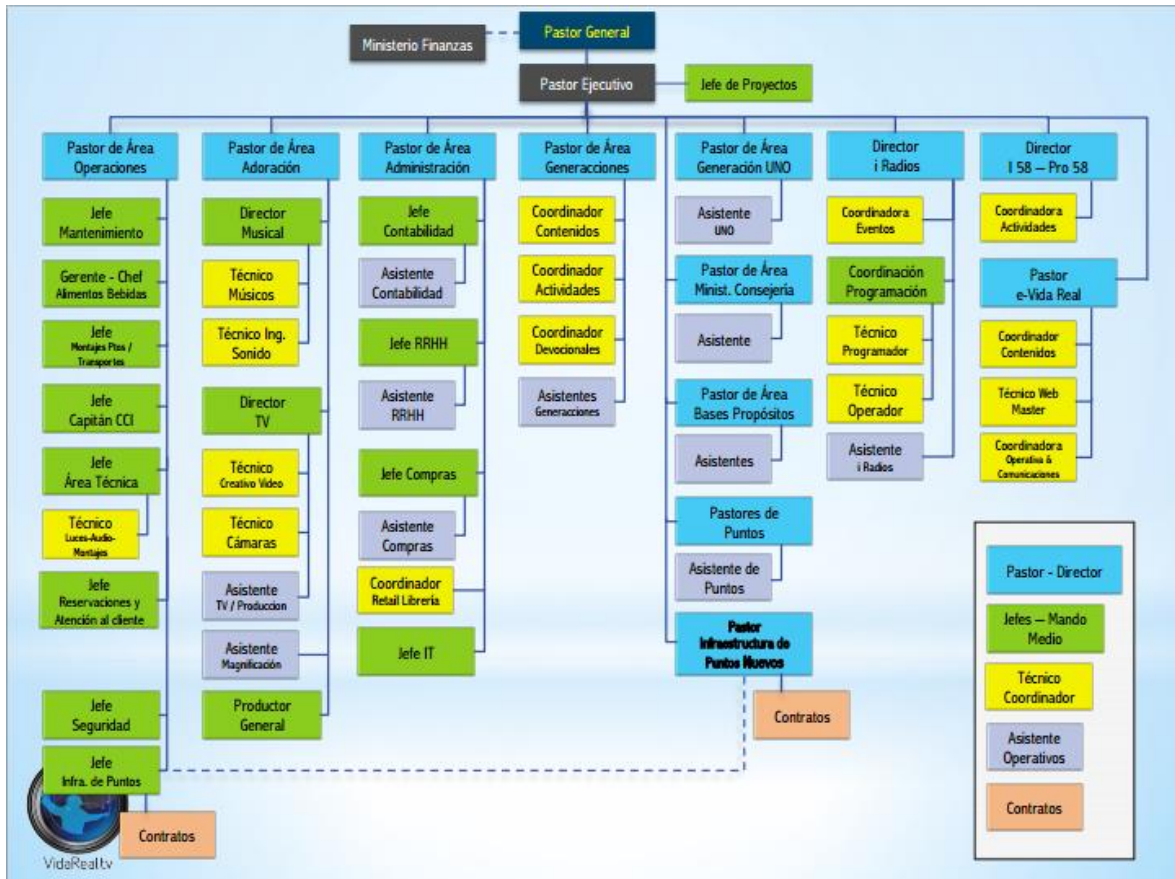 Pastor General
Ministerio Finanzas
Pastor Ejecutivo
Jefe de Proyectos
Pastor de Área
Operaciones
Jefe
Mantenimiento
Gerente - Chef
Alimentos Bebidas
Jefe
Montajes Ptos /
Transportes
Jefe
Capitán CCI
Jefe
Área Técnica
Técnico
Luces-Audio-
Montajes
Jefe
Reservaciones y
Atención al cliente
Jefe
Seguridad
Jefe
Infra. de Puntos
Contratos
Pastor de Área
Adoración
Director
Musical
Técnico
Músicos
Técnico Ing.
Sonido
Director
TV
Técnico
Creativo Video
Técnico
Cámaras
Asistente
TV / Produccion
Asistente
Magnificación
Productor
General
Pastor de Área
Administración
Jefe
Contabilidad
Asistente
Contabilidad
Jefe RRHH
Asistente
RRHH
Jefe Compras
Asistente
Compras
Coordinador
Retail Librería
Jefe IT
Pastor de Área
Generacciones
Coordinador
Contenidos
Coordinador
Actividades
Coordinador
Devocionales
Asistentes
Generacciones
Pastor de Área
Generación UNO
Asistente
UNO
Pastor de Área
Minist. Consejería
Asistente
Pastor de Área
Bases Propósitos
Asistentes
Pastores de
Puntos
Asistente de
Puntos
Pastor
Infraestructura de
Puntos Nuevos
Contratos
Director
i Radios
Coordinadora
Eventos
Coordinación
Programación
Técnico
Programador
Técnico
Operador
Asistente
i Radios
Director
I 58 – Pro 58
Coordinadora
Actividades
Pastor
e-Vida Real
Coordinador
Contenidos
Técnico Web
Master
Coordinadora
Operativa &
Comunicaciones
Pastor - Director
Jefes – Mando
Medio
Técnico
Coordinador
Asistente
Operativos
Contratos
VidaReal.tv